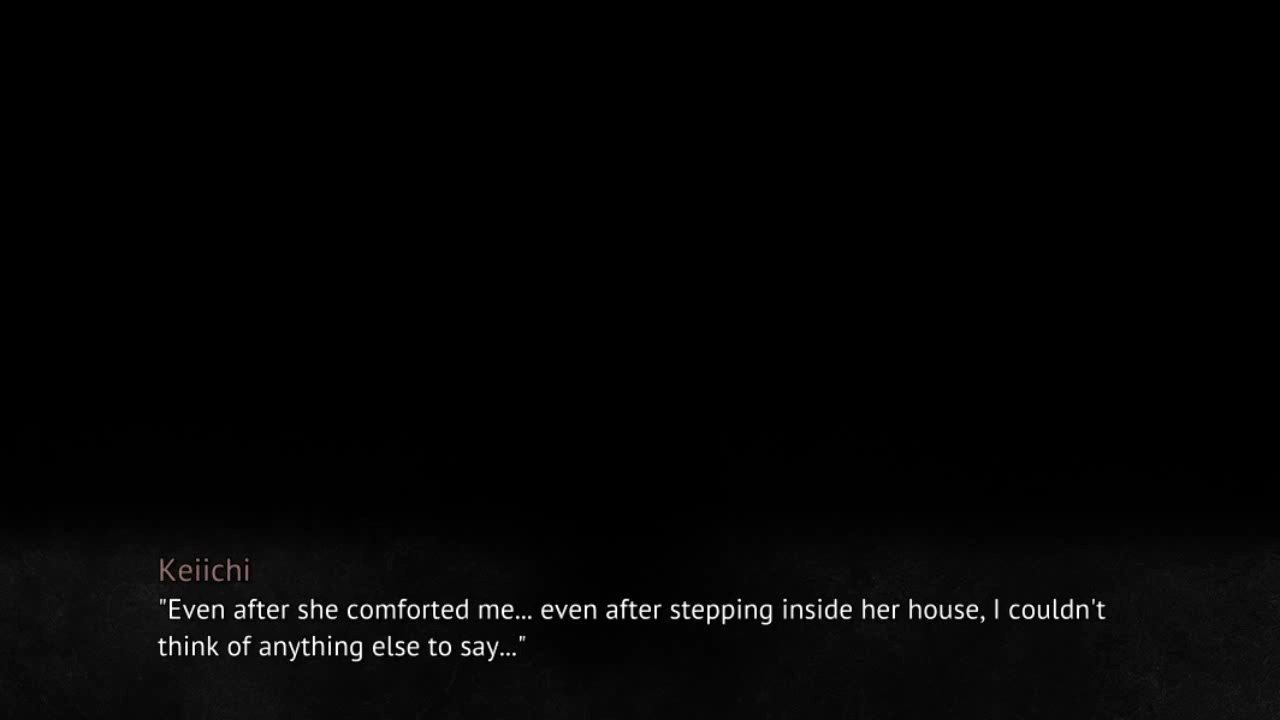 Keiichi
"Even after she comforted me... even after stepping inside her house, I couldn't
think of anything else to say..."